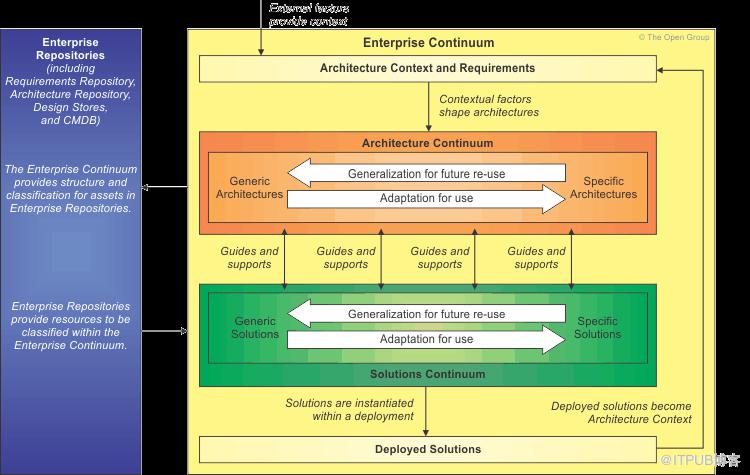 External factors
provide context
Enterprise
Repositories
(including
Requirements Repository,
Architecture Repository,
Design Stores,
and CMDB)
The Enterprise Continuum
provides structure and
classification for assets in
Enterprise Repositories.
Enterprise Repositories
provide resources to be
classified within the
Enterprise Continuum.
© The Open Group
Enterprise Continuum
Architecture Context and Requirements
Contextual factors
shape architectures
Architecture Continuum
Generic
Architectures
Generalization for future re-use
Adaptation for use
Specific
Architectures
Guides and
supports
Guides and
supports
Guides and
supports
Guides and
supports
Generic
Solutions
Generalization for future re-use
Adaptation for use
Specific
Solutions
Solutions Continuum
Solutions are instantiated
within a deployment
Deployed solutions become
Architecture Context
Deployed Solutions
@ITPUB博客